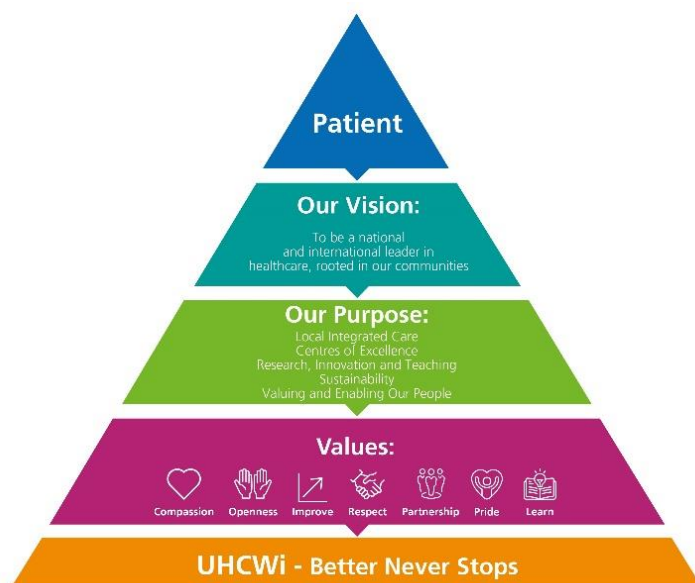 Patient
Our Vision:
To be a national
and international leader in
healthcare, rooted in our communities
Our Purpose:
Local Integrated Care
Centres of Excellence
Research, Innovation and Teaching
Sustainability
Valuing and Enabling Our People
Values:
Compassion Openness Improve Respect Partnership Pride Learn
UHCWi - Better Never Stops